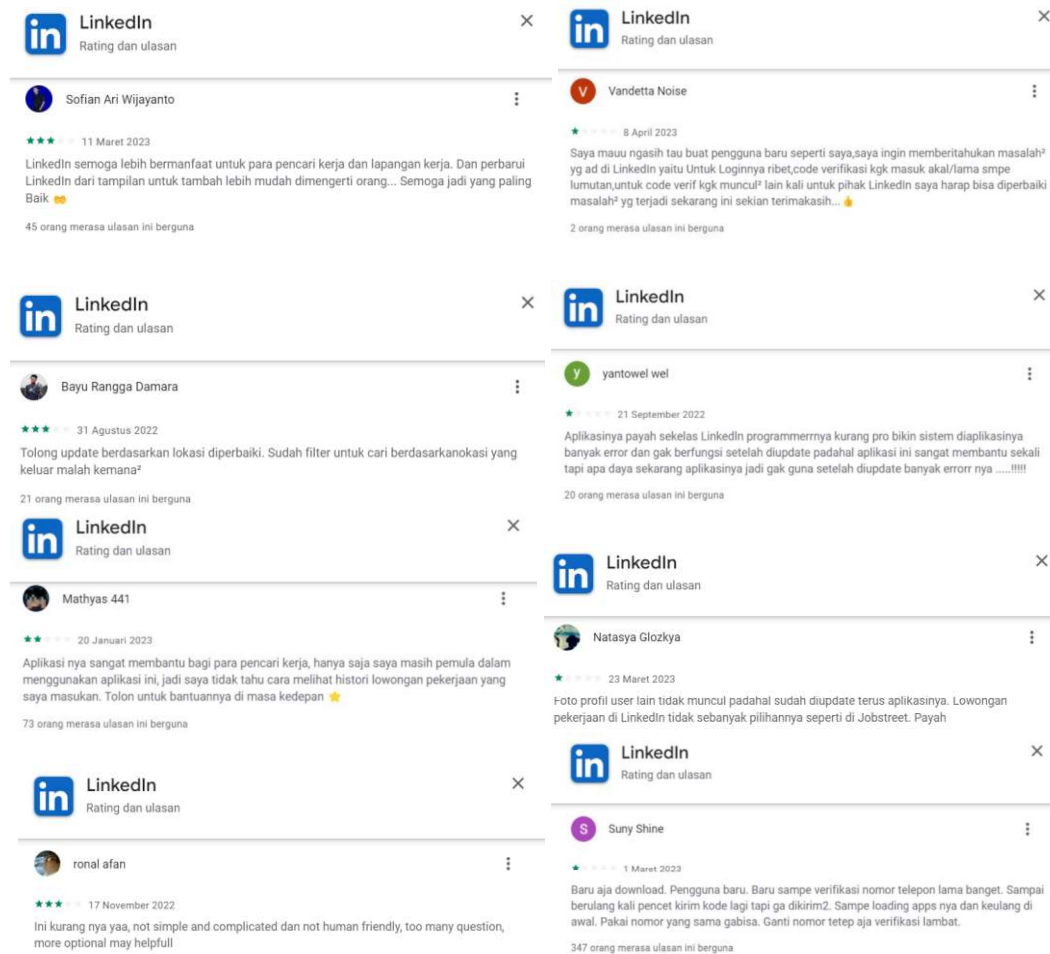 LinkedIn
Rating dan ulasan
Sofian Ari Wijayanto
11 Maret 2023
LinkedIn semoga lebih bermanfaat untuk para pencari kerja dan lapangan kerja. Dan perbarui
LinkedIn dari tampilan untuk tambah lebih mudah dimengerti orang... Semoga jadi yang paling
Baik 🤲
45 orang merasa ulasan ini berguna
LinkedIn
Rating dan ulasan
Bayu Rangga Damara
31 Agustus 2022
Tolong update berdasarkan lokasi diperbaiki. Sudah filter untuk cari berdasarkanokasi yang
keluar malah kemana²
21 orang merasa ulasan ini berguna
LinkedIn
Rating dan ulasan
Mathyas 441
20 Januari 2023
Aplikasi nya sangat membantu bagi para pencari kerja, hanya saja saya masih pemula dalam
menggunakan aplikasi ini, jadi saya tidak tahu cara melihat histori lowongan pekerjaan yang
saya masukan. Tolon untuk bantuannya di masa kedepan ⭐
73 orang merasa ulasan ini berguna
LinkedIn
Rating dan ulasan
ronal afan
17 November 2022
Ini kurang nya yaa, not simple and complicated dan not human friendly, too many question,
more optional may helpfull
LinkedIn
Rating dan ulasan
V
Vandetta Noise
8 April 2023
Saya mauu ngasih tau buat pengguna baru seperti saya,saya ingin memberitahukan masalah²
yg ad di LinkedIn yaitu Untuk Loginnya ribet,code verifikasi kgk masuk akal/lama smpe
lumutan,untuk code verif kgk muncul² lain kali untuk pihak LinkedIn saya harap bisa diperbaiki
masalah² yg terjadi sekarang ini sekian terimakasih... 👍
2 orang merasa ulasan ini berguna
LinkedIn
Rating dan ulasan
y
yantowel wel
21 September 2022
Aplikasinya payah sekelas LinkedIn programmerrnya kurang pro bikin sistem diaplikasinya
banyak error dan gak berfungsi setelah diupdate padahal aplikasi ini sangat membantu sekali
tapi apa daya sekarang aplikasinya jadi gak guna setelah diupdate banyak errorr nya .....!!!!!
20 orang merasa ulasan ini berguna
LinkedIn
Rating dan ulasan
Natasya Glozkya
23 Maret 2023
Foto profil user lain tidak muncul padahal sudah diupdate terus aplikasinya. Lowongan
pekerjaan di LinkedIn tidak sebanyak pilihannya seperti di Jobstreet. Payah
LinkedIn
Rating dan ulasan
S
Suny Shine
1 Maret 2023
Baru aja download. Pengguna baru. Baru sampe verifikasi nomor telepon lama banget. Sampai
berulang kali pencet kirim kode lagi tapi ga dikirim2. Sampe loading apps nya dan keulang di
awal. Pakai nomor yang sama gabisa. Ganti nomor tetep aja verifikasi lambat.
347 orang merasa ulasan ini berguna